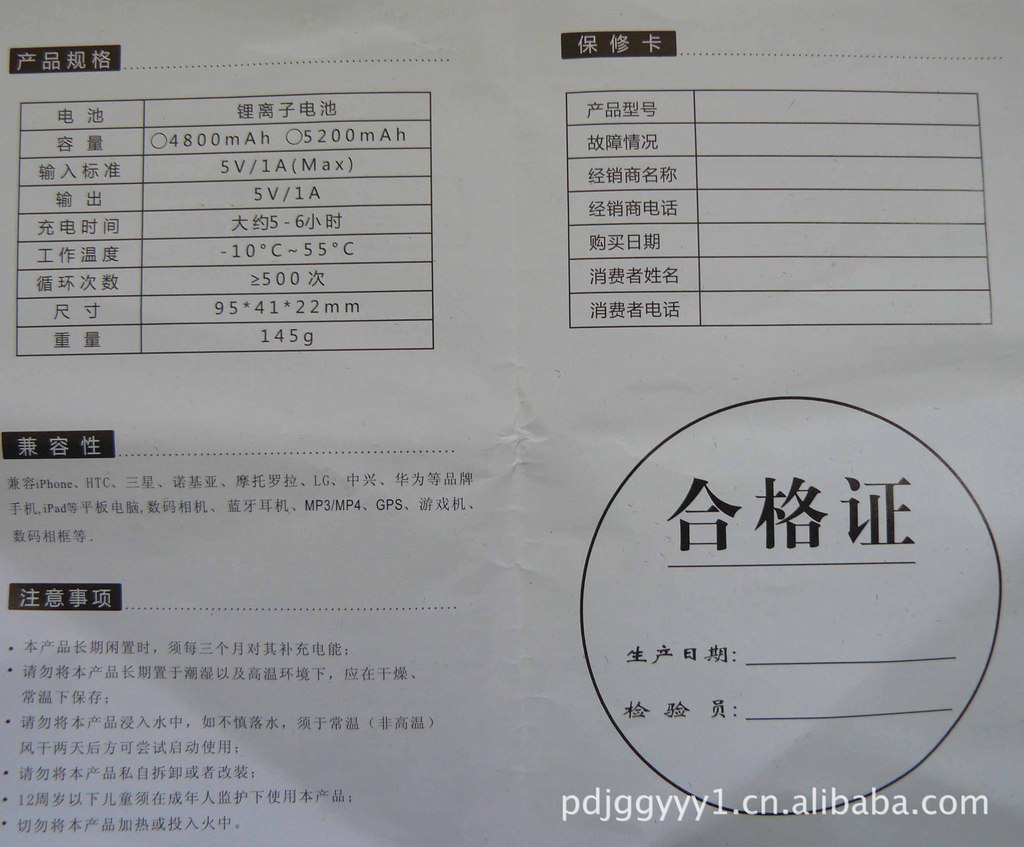 产品规格
电 池 锂离子电池
容 量 ○4800mAh ○5200mAh
输入标准 5V/1A(Max)
输 出 5V/1A
充电时间 大约5-6小时
工作温度 -10°C~55°C
循环次数 ≥500 次
尺 寸 95*41*22mm
重 量 145g
兼容性
兼容iPhone、HTC、三星、诺基亚、摩托罗拉、LG、中兴、华为等品牌
手机,iPad等平板电脑,数码相机、蓝牙耳机、MP3/MP4、GPS、游戏机、
数码相框等.
注意事项
• 本产品长期闲置时，须每三个月对其补充电能；
• 请勿将本产品长期置于潮湿以及高温环境下，应在干燥、
常温下保存；
• 请勿将本产品浸入水中，如不慎落水，须于常温（非高温）
风干两天后方可尝试启动使用；
• 请勿将本产品私自拆卸或者改装；
• 12周岁以下儿童须在成年人监护下使用本产品；
• 切勿将本产品加热或投入火中。
保修卡
产品型号
故障情况
经销商名称
经销商电话
购买日期
消费者姓名
消费者电话
合格证
生产日期:
检 验 员:
pdjggyyy1.cn.alibaba.com